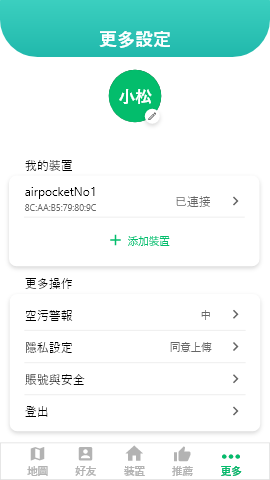 更多設定
小松
我的裝置
airpocketNo1
8C:AA:B5:79:80:9C
已連接
添加裝置
更多操作
空污警報 中
隱私設定 同意上傳
賬號與安全
登出
地圖 好友 裝置 推薦 更多